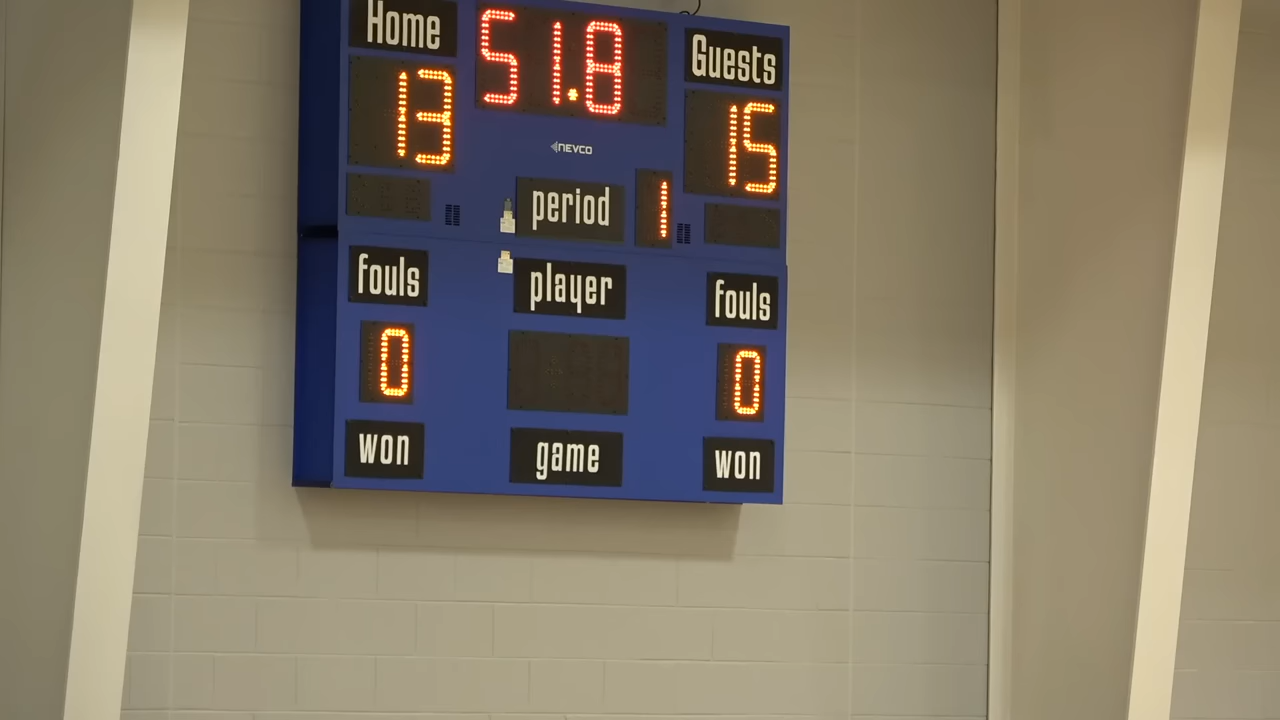 Home 51.8 Guests
13 15
NEVCO
period 1
fouls player fouls
0 0
won game won